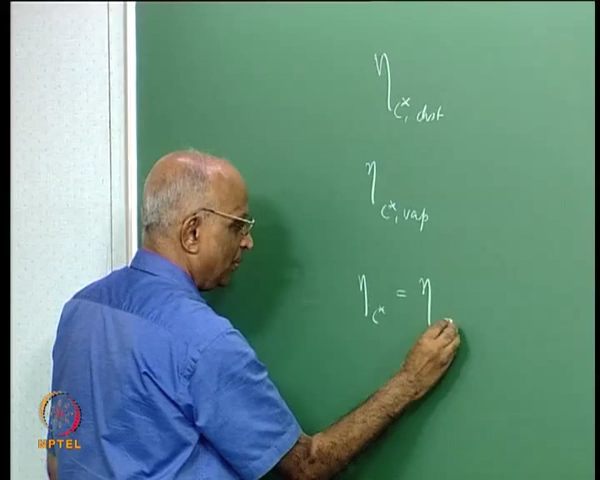 η_{C*, dist}
η_{C*, vap}
η_{C*} = η
NPTEL